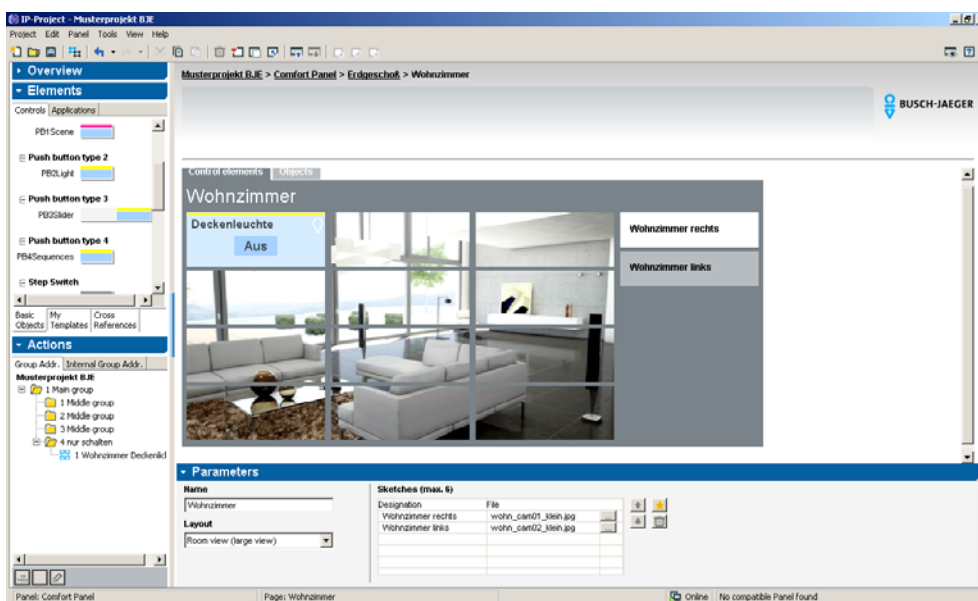 IP-Project - Musterprojekt BJE
Project Edit Panel Tools View Help
Overview
Elements
Controls Applications
PB1Scene
Push button type 2
PB2Light
Push button type 3
PB3Slider
Push button type 4
PB4Sequences
Step Switch
Basic Objects My Templates Cross References
Actions
Group Addr. Internal Group Addr.
Musterprojekt BJE
1 Main group
1 Middle group
2 Middle group
3 Middle group
4 nur schalten
1 Wohnzimmer Deckenlicl
Musterprojekt BJE > Comfort Panel > Erdgeschoß > Wohnzimmer
BUSCH-JAEGER
Control elements Objects
Wohnzimmer
Deckenleuchte
Aus
Wohnzimmer rechts
Wohnzimmer links
Parameters
Name
Wohnzimmer
Layout
Room view (large view)
Sketches (max. 6)
Designation File
Wohnzimmer rechts wohn_cam01_klein.jpg ...
Wohnzimmer links wohn_cam02_klein.jpg ...
Panel: Comfort Panel Page: Wohnzimmer Online No compatible Panel found